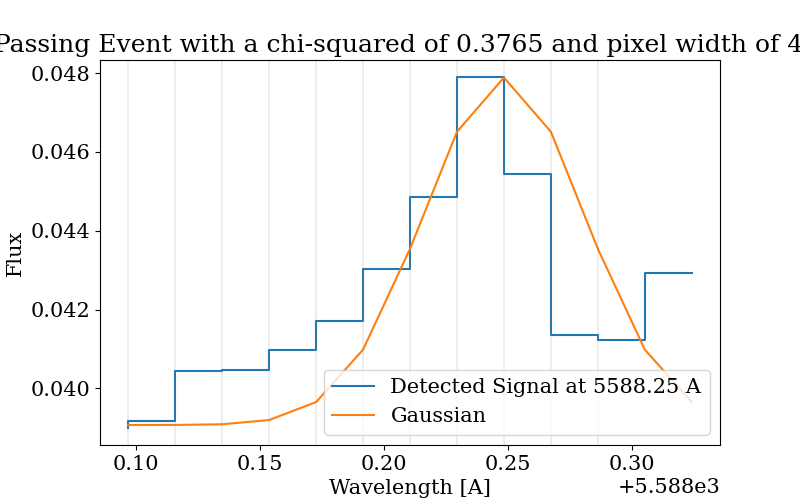 Passing Event with a chi-squared of 0.3765 and pixel width of 4
0.048
0.046
0.044
0.042
0.040
Flux
Detected Signal at 5588.25 A
Gaussian
0.10 0.15 0.20 0.25 0.30
Wavelength [A]
+5.588e3